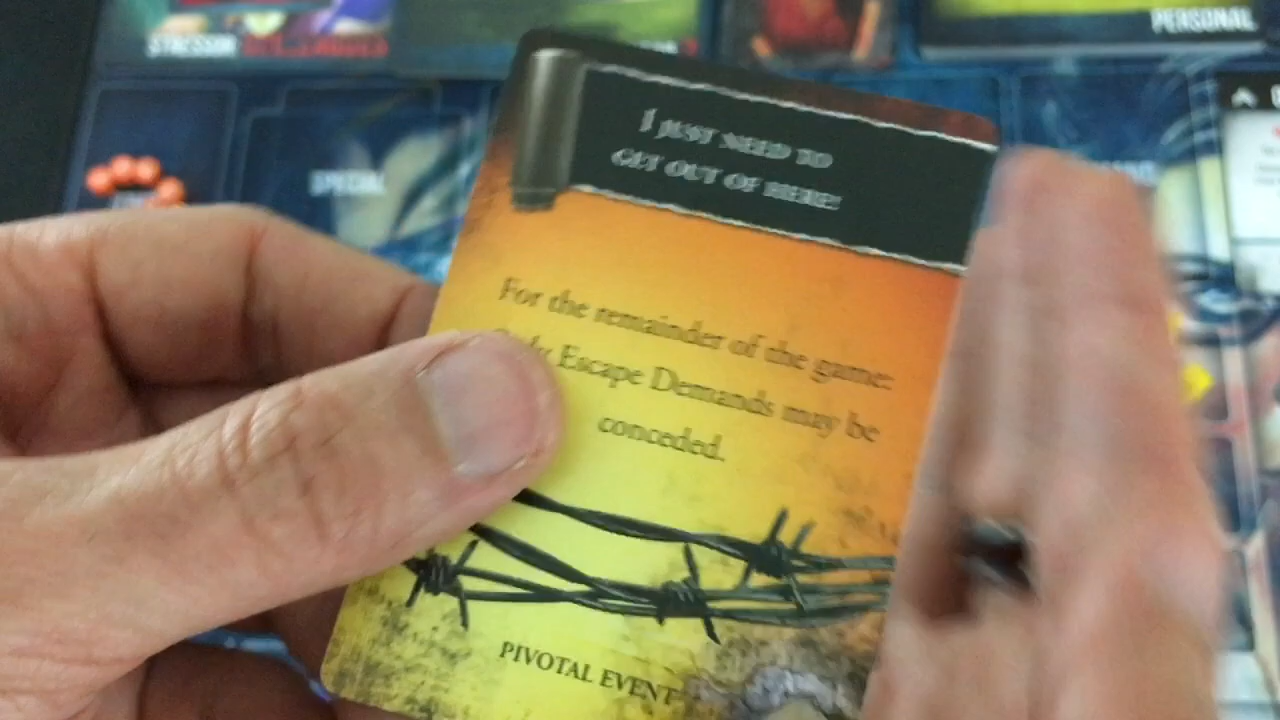 STRESSOR
PERSONAL
SPECIAL
I JUST NEED TO
GET OUT OF HERE!
For the remainder of the game:
Escape Demands may be
conceded.
PIVOTAL EVENT